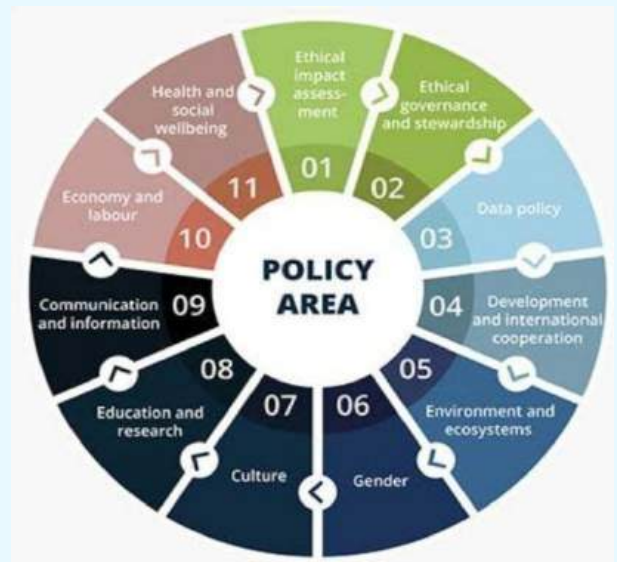 Ethical
impact
assess-
ment
01
Ethical
governance
and stewardship
02
Data policy
03
Development
and international
cooperation
04
Environment and
ecosystems
05
Gender
06
Culture
07
Education and
research
08
Communication
and information
09
Economy and
labour
10
Health and
social
wellbeing
11
POLICY
AREA